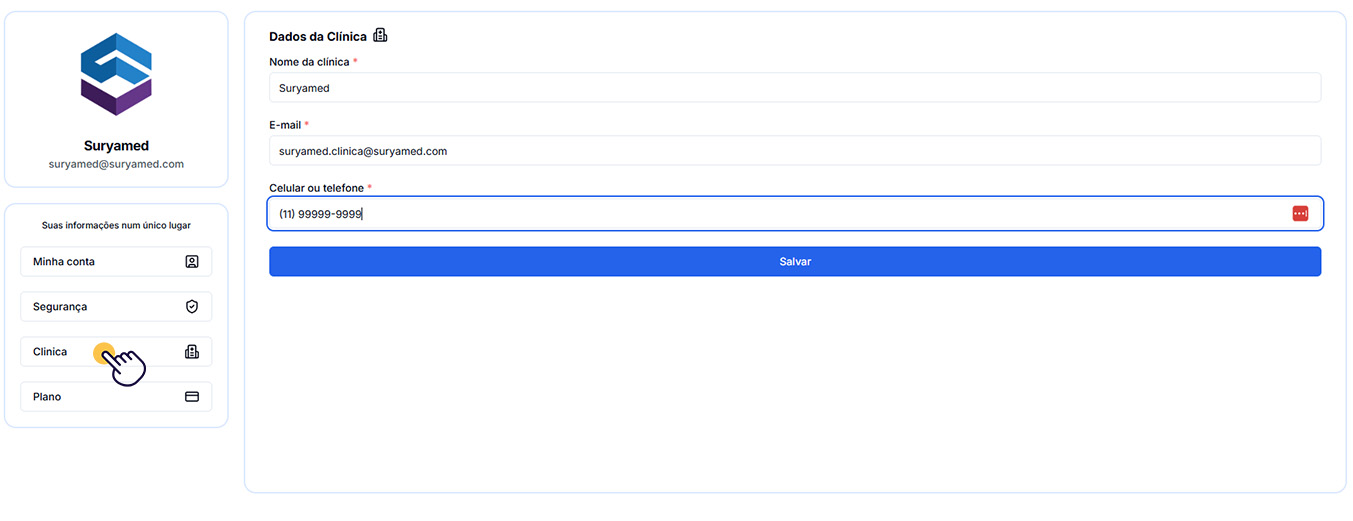 Suryamed
suryamed@suryamed.com
Suas informações num único lugar
Minha conta
Segurança
Clinica
Plano
Dados da Clínica
Nome da clínica *
Suryamed
E-mail *
suryamed.clinica@suryamed.com
Celular ou telefone *
(11) 99999-9999
Salvar